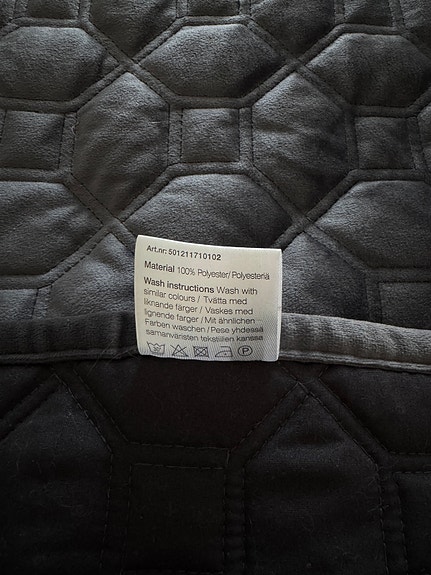 Art.nr: 501211710102
Material 100% Polyester/ Polyesteriä
Wash instructions Wash with
similar colours / Tvätta med
liknande färger / Vaskes med
lignende farger / Mit ähnlichen
Farben waschen / Pese yhdessä
samanväristen tekstiilien kanssa